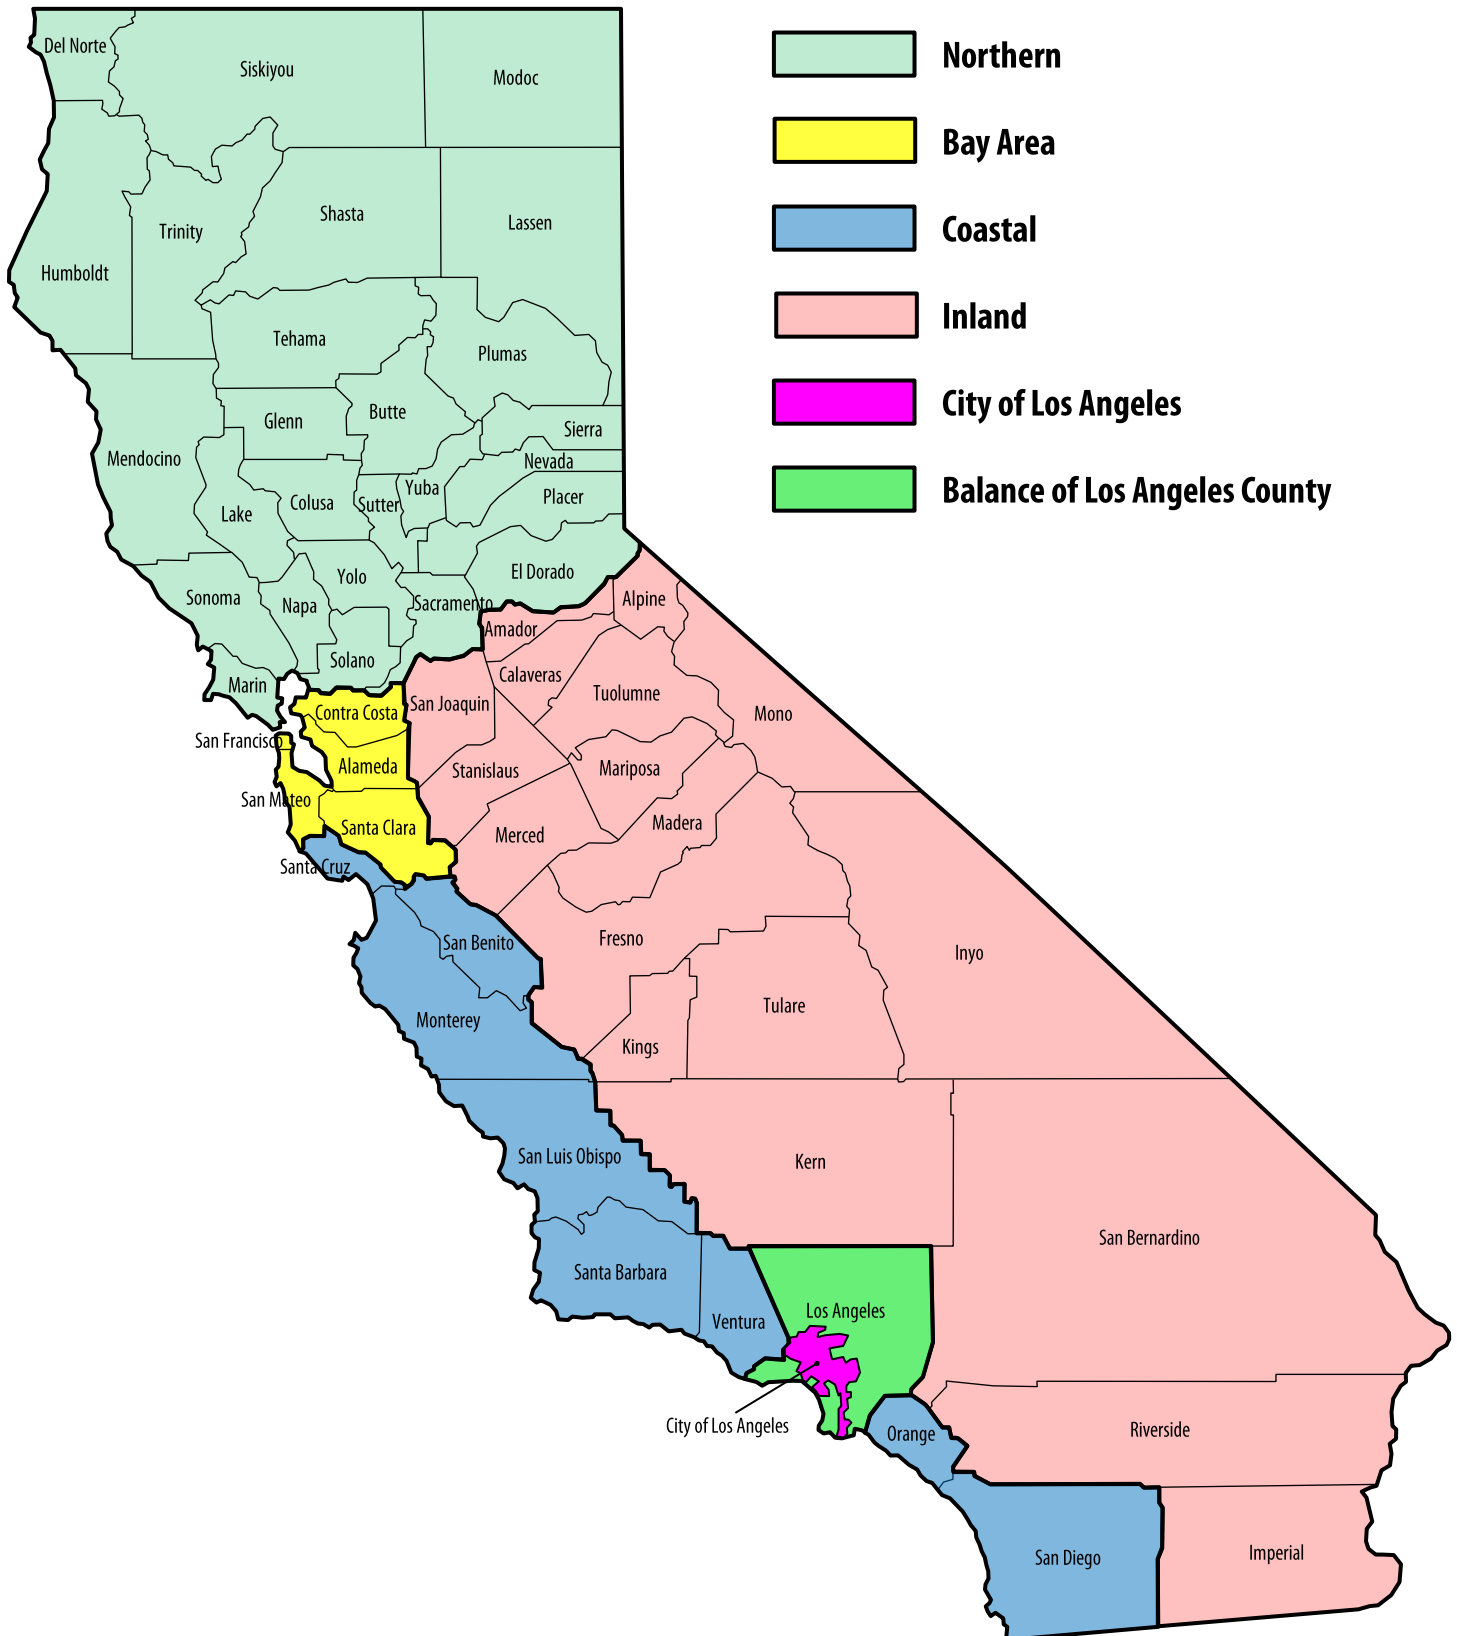 Del Norte
Siskiyou
Modoc
Northern
Bay Area
Coastal
Inland
City of Los Angeles
Balance of Los Angeles County
Humboldt
Trinity
Shasta
Lassen
Tehama
Plumas
Mendocino
Glenn
Butte
Sierra
Nevada
Lake
Colusa
Sutter
Yuba
Placer
Sonoma
Napa
Yolo
Sacramento
El Dorado
Marin
Solano
Amador
Alpine
Calaveras
San Francisco
Contra Costa
San Joaquin
Tuolumne
Mono
San Mateo
Alameda
Stanislaus
Mariposa
Santa Clara
Merced
Madera
Santa Cruz
San Benito
Fresno
Inyo
Monterey
Kings
Tulare
San Luis Obispo
Kern
San Bernardino
Santa Barbara
Ventura
Los Angeles
City of Los Angeles
Orange
Riverside
San Diego
Imperial